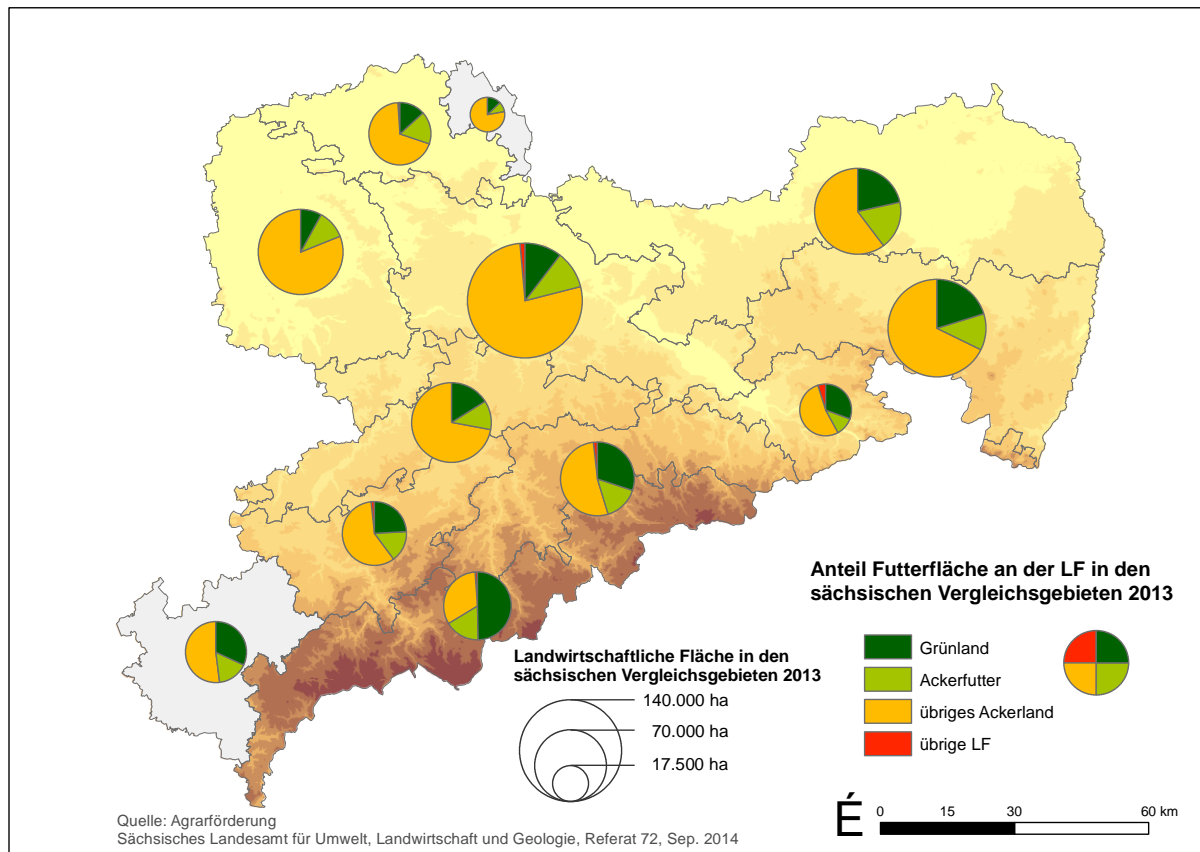 Anteil Futterfläche an der LF in den
sächsischen Vergleichsgebieten 2013
Grünland
Ackerfutter
übriges Ackerland
übrige LF
Landwirtschaftliche Fläche in den
sächsischen Vergleichsgebieten 2013
140.000 ha
70.000 ha
17.500 ha
É
0 15 30 60 km
Quelle: Agrarförderung
Sächsisches Landesamt für Umwelt, Landwirtschaft und Geologie, Referat 72, Sep. 2014